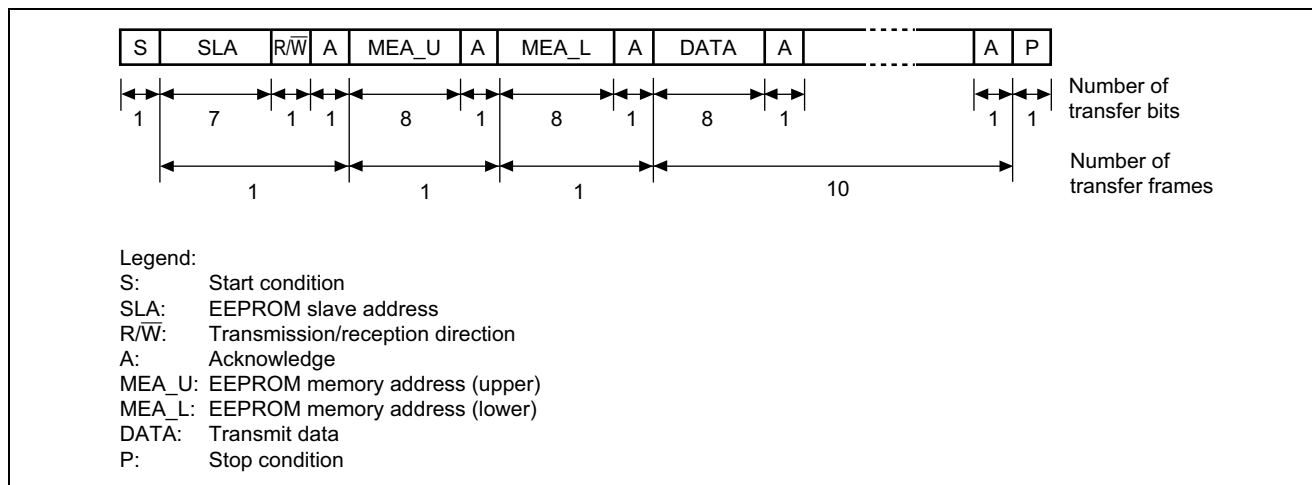 S SLA R/W̅ A MEA_U A MEA_L A DATA A A P
1 7 1 1 8 1 8 1 8 1 1 1
Number of
transfer bits
1 1 1 10
Number of
transfer frames
Legend:
S: Start condition
SLA: EEPROM slave address
R/W̅: Transmission/reception direction
A: Acknowledge
MEA_U: EEPROM memory address (upper)
MEA_L: EEPROM memory address (lower)
DATA: Transmit data
P: Stop condition